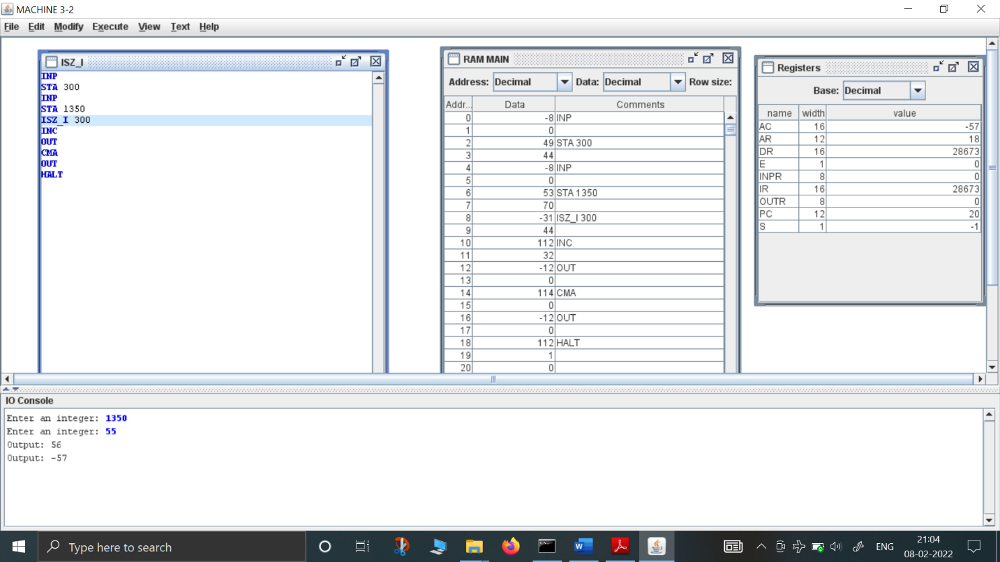 MACHINE 3-2
File Edit Modify Execute View Text Help
ISZ_I
INP
STA 300
INP
STA 1350
ISZ_I 300
INC
OUT
CMA
OUT
HALT
RAM MAIN
Address: Decimal Data: Decimal Row size:
Addr... Data Comments
0 -8 INP
1 0
2 49 STA 300
3 44
4 -8 INP
5 0
6 53 STA 1350
7 70
8 -31 ISZ_I 300
9 44
10 112 INC
11 32
12 -12 OUT
13 0
14 114 CMA
15 0
16 -12 OUT
17 0
18 112 HALT
19 1
20 0
Registers
Base: Decimal
name width value
AC 16 -57
AR 12 18
DR 16 28673
E 1 0
INPR 8 0
IR 16 28673
OUTR 8 0
PC 12 20
S 1 -1
IO Console
Enter an integer: 1350
Enter an integer: 55
Output: 56
Output: -57
Type here to search
ENG
21:04
08-02-2022